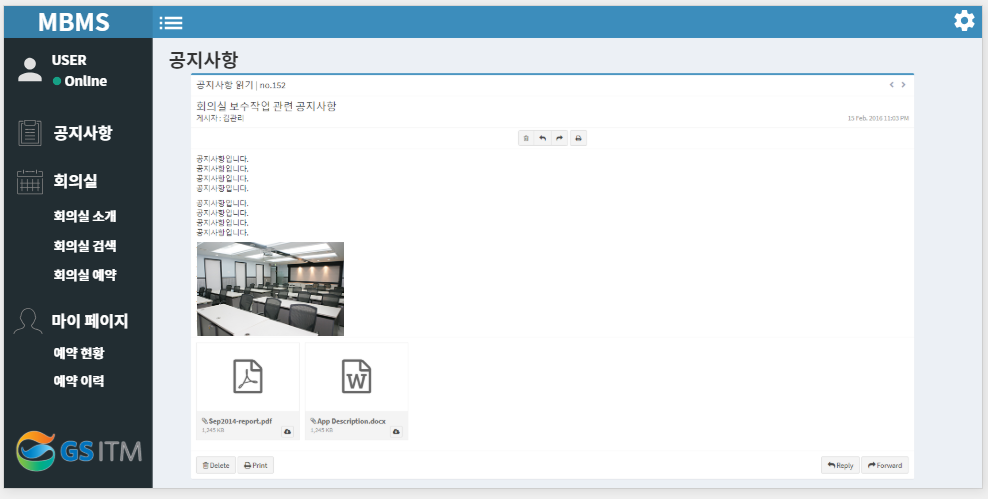 MBMS
USER
Online
공지사항
회의실
회의실 소개
회의실 검색
회의실 예약
마이 페이지
예약 현황
예약 이력
GS ITM
공지사항
공지사항 읽기 | no.152
회의실 보수작업 관련 공지사항
게시자 : 김관리
15 Feb. 2016 11:03 PM
공지사항입니다.
공지사항입니다.
공지사항입니다.
공지사항입니다.
공지사항입니다.
공지사항입니다.
공지사항입니다.
공지사항입니다.
Sep2014-report.pdf
1,245 KB
App Description.docx
1,245 KB
Delete
Print
Reply
Forward